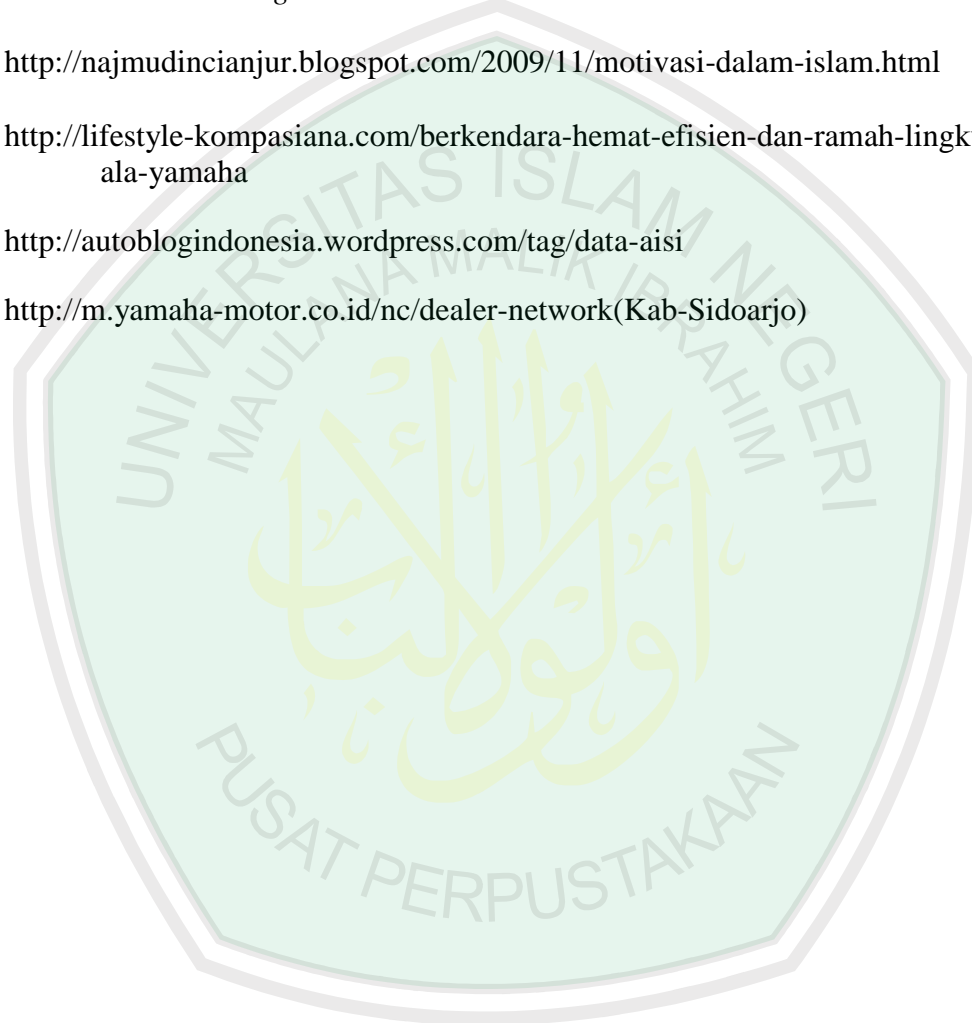 http://najmudincianjur.blogspot.com/2009/11/motivasi-dalam-islam.html
http://lifestyle-kompasiana.com/berkendara-hemat-efisien-dan-ramah-lingk
ala-yamaha
http://autoblogindonesia.wordpress.com/tag/data-aisi
http://m.yamaha-motor.co.id/nc/dealer-network(Kab-Sidoarjo)
UNIVERSITAS ISLAM NEGERI
MAULANA MALIK IBRAHIM
أولو الألباب
PUSAT PERPUSTAKAAN